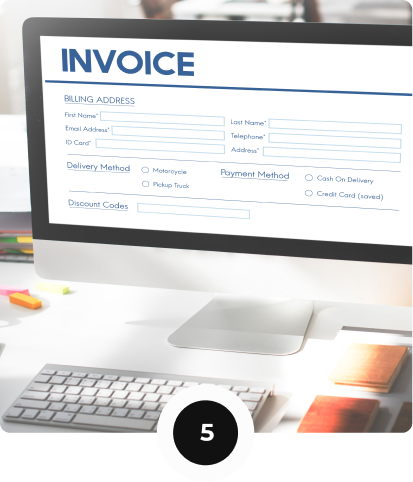 INVOICE
BILLING ADDRESS
First Name* Last Name*
Email Address* Telephone*
ID Card* Address*
Delivery Method Motorcycle Payment Method Cash On Delivery
Pickup Truck Credit Card (saved)
Discount Codes
5